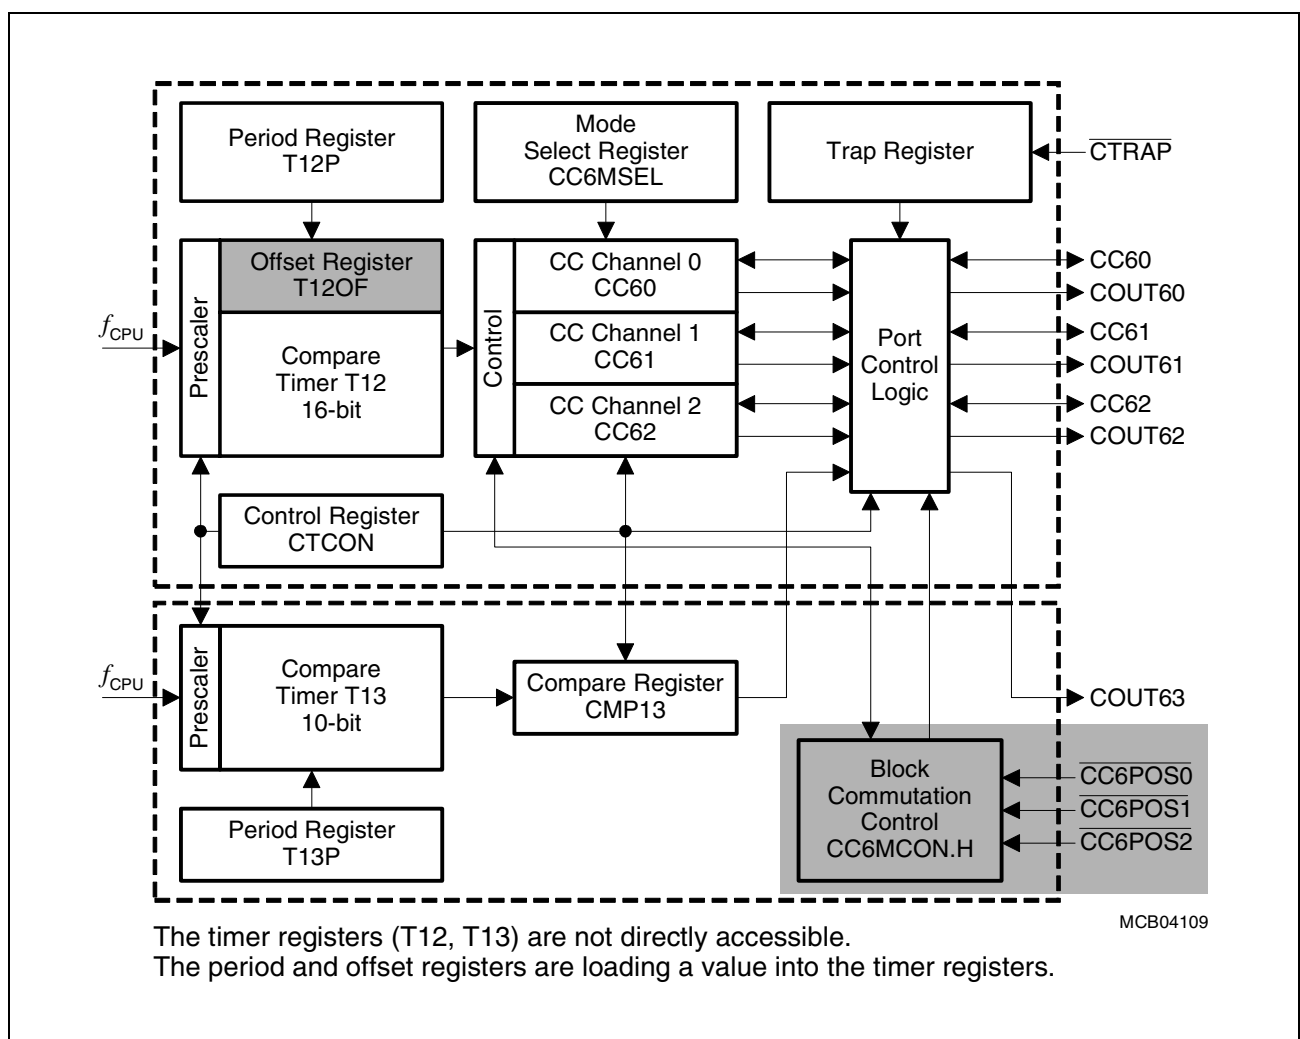 Period Register
T12P
Mode
Select Register
CC6MSEL
Trap Register
CTRAP
Prescaler
Offset Register
T12OF
Compare
Timer T12
16-bit
fCPU
Control
CC Channel 0
CC60
CC Channel 1
CC61
CC Channel 2
CC62
Port
Control
Logic
CC60
COUT60
CC61
COUT61
CC62
COUT62
Control Register
CTCON
fCPU
Prescaler
Compare
Timer T13
10-bit
Compare Register
CMP13
COUT63
Period Register
T13P
Block
Commutation
Control
CC6MCON.H
CC6POS0
CC6POS1
CC6POS2
MCB04109
The timer registers (T12, T13) are not directly accessible.
The period and offset registers are loading a value into the timer registers.